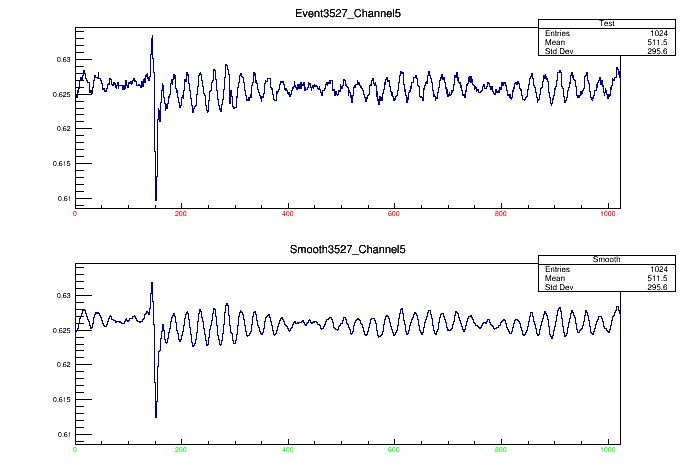 Event3527_Channel5
Test
Entries 1024
Mean 511.5
Std Dev 295.6
0.63
0.625
0.62
0.615
0.61
0 200 400 600 800 1000
Smooth3527_Channel5
Smooth
Entries 1024
Mean 511.5
Std Dev 295.6
0.63
0.625
0.62
0.615
0.61
0 200 400 600 800 1000